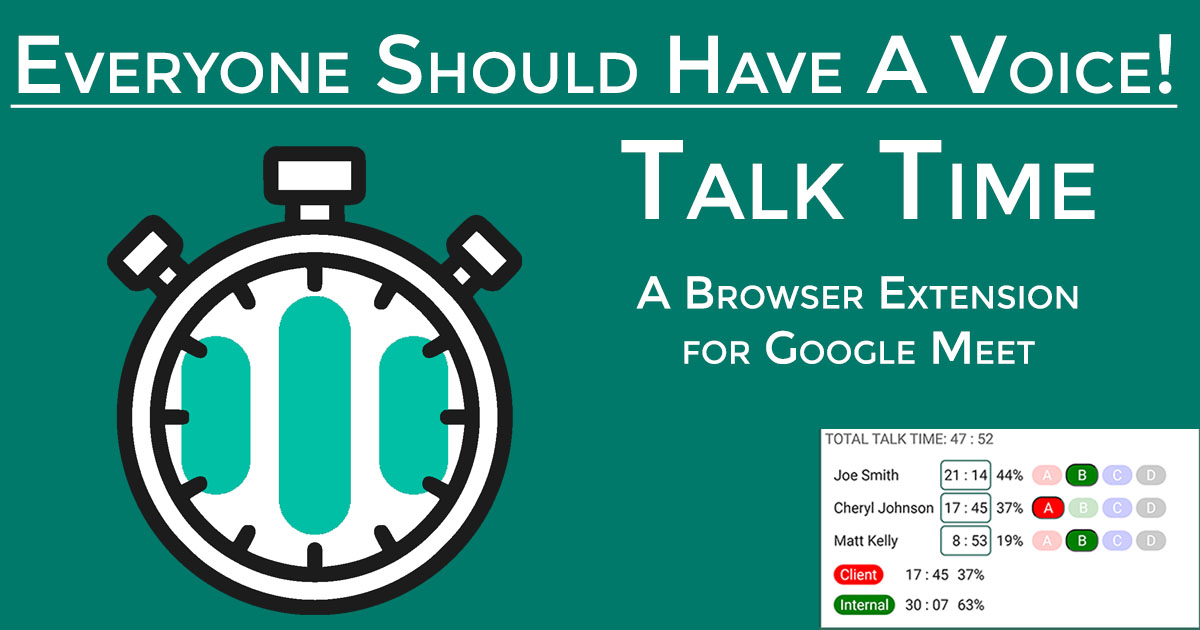 Everyone Should Have A Voice!
Talk Time
A Browser Extension
for Google Meet
TOTAL TALK TIME: 47 : 52
Joe Smith 21 : 14 44% A B C D
Cheryl Johnson 17 : 45 37% A B C D
Matt Kelly 8 : 53 19% A B C D
Client 17 : 45 37%
Internal 30 : 07 63%